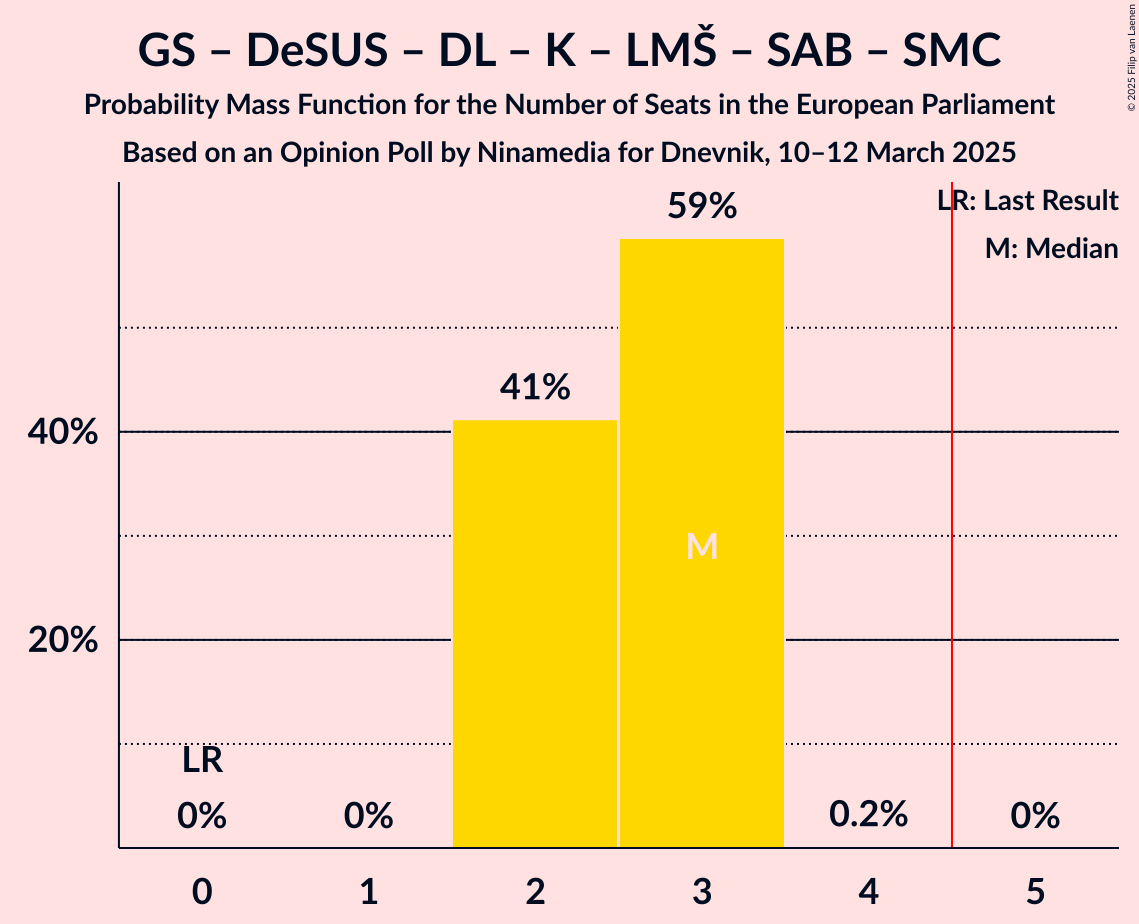 GS – DeSUS – DL – K – LMŠ – SAB – SMC
Probability Mass Function for the Number of Seats in the European Parliament
Based on an Opinion Poll by Ninamedia for Dnevnik, 10–12 March 2025
© 2025 Filip van Laenen
LR: Last Result
M: Median
59%
41%
40%
M
20%
LR
0%
0%
0.2%
0%
0
1
2
3
4
5